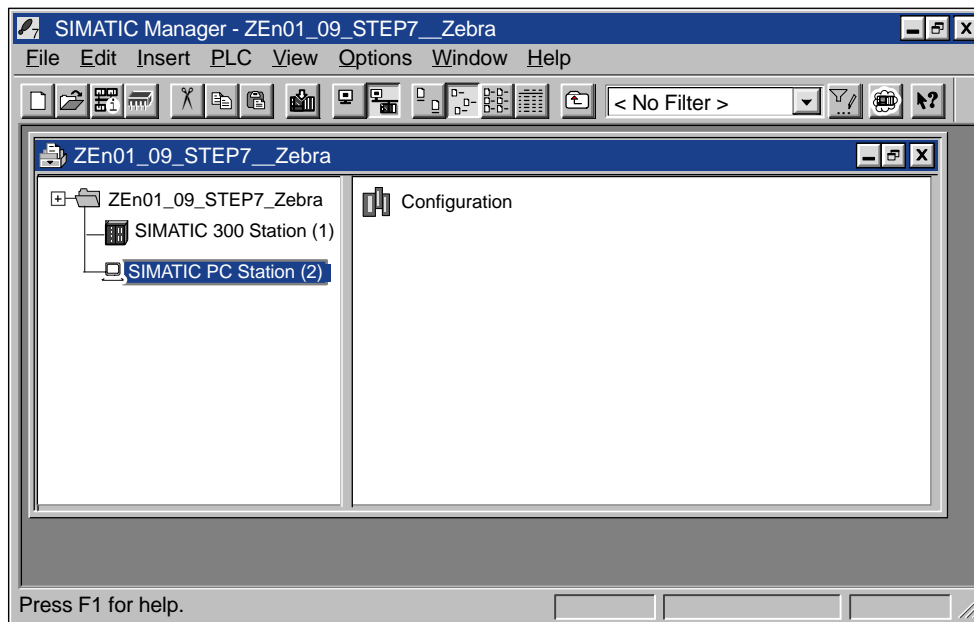 SIMATIC Manager - ZEn01_09_STEP7__Zebra
File Edit Insert PLC View Options Window Help
< No Filter >
ZEn01_09_STEP7__Zebra
ZEn01_09_STEP7_Zebra
SIMATIC 300 Station (1)
SIMATIC PC Station (2)
Configuration
Press F1 for help.